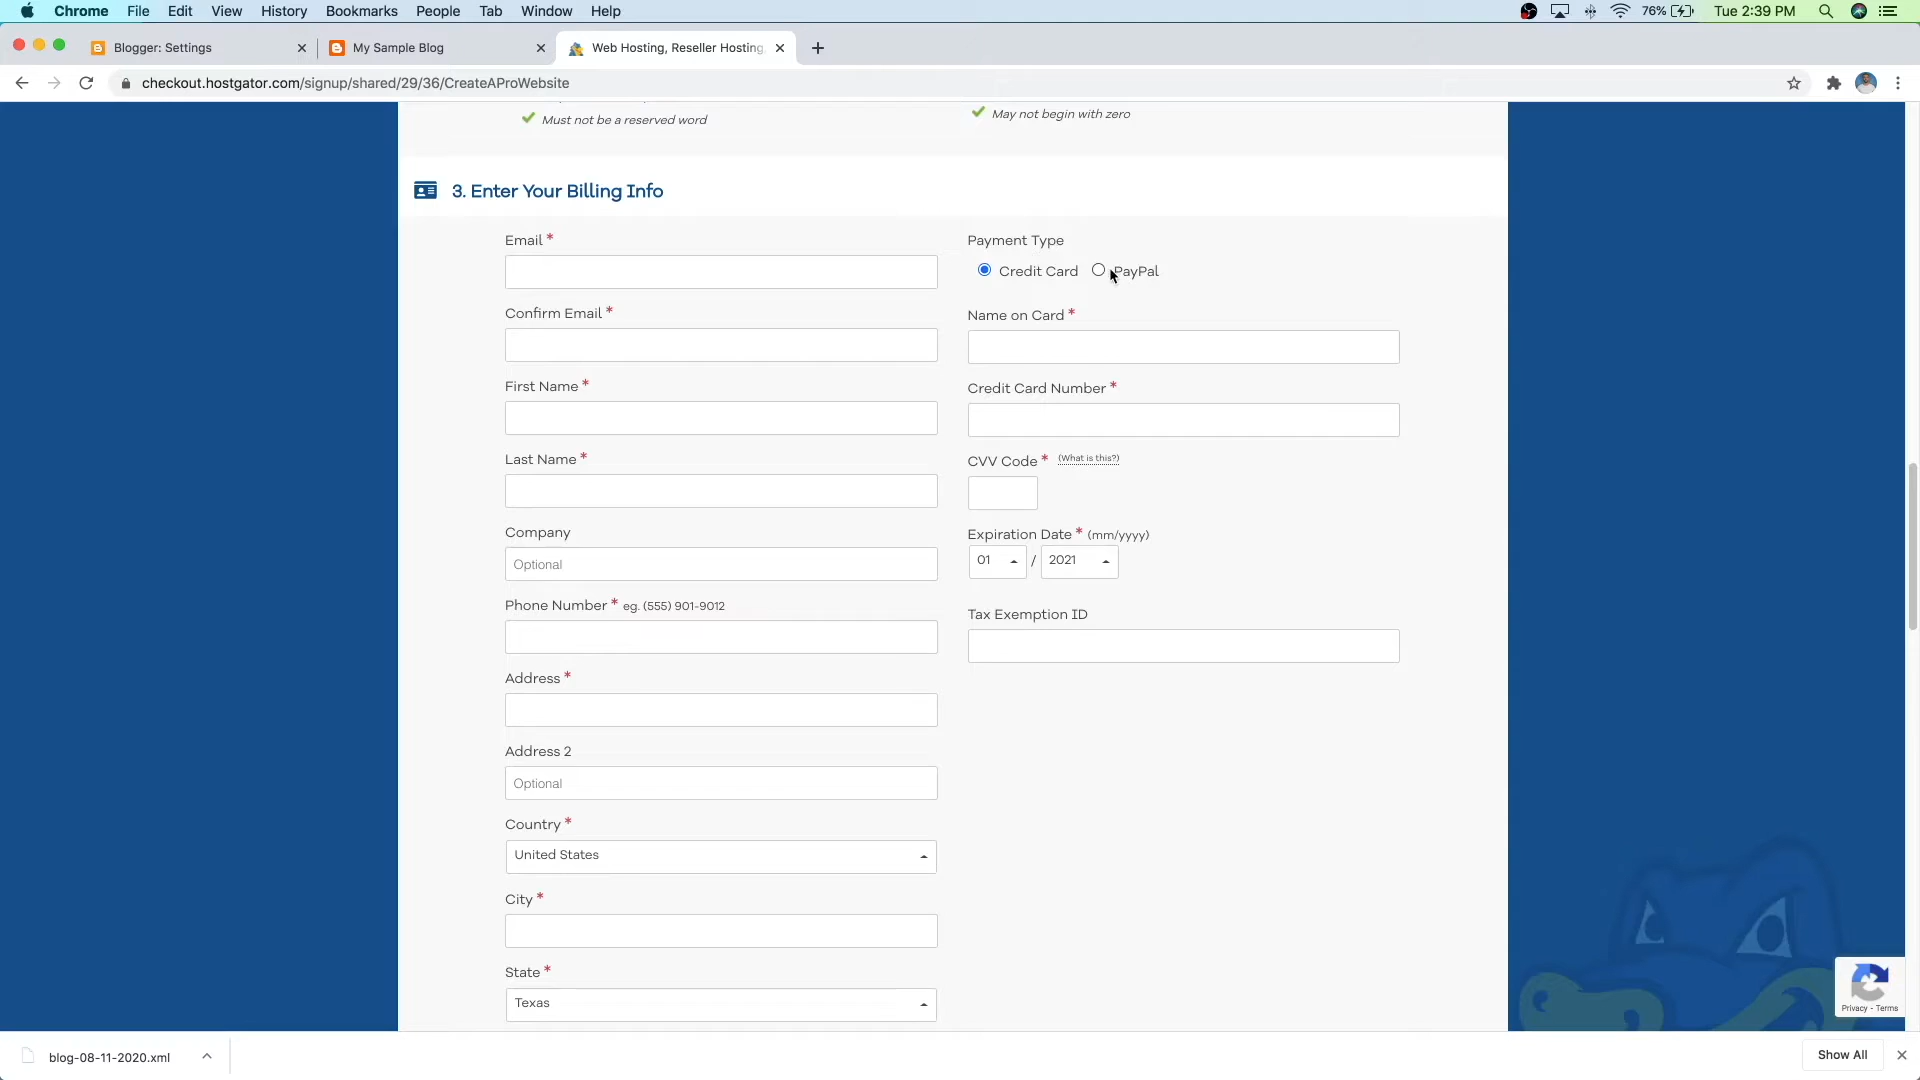 Chrome File Edit View History Bookmarks People Tab Window Help 76% Tue 2:39 PM
Blogger: Settings My Sample Blog Web Hosting, Reseller Hosting,
checkout.hostgator.com/signup/shared/29/36/CreateAProWebsite
Must not be a reserved word
May not begin with zero
3. Enter Your Billing Info
Email *
Confirm Email *
First Name *
Last Name *
Company
Optional
Phone Number * eg. (555) 901-9012
Address *
Address 2
Optional
Country *
United States
City *
State *
Texas
Payment Type
Credit Card PayPal
Name on Card *
Credit Card Number *
CVV Code * (What is this?)
Expiration Date * (mm/yyyy)
01 / 2021
Tax Exemption ID
Privacy - Terms
blog-08-11-2020.xml
Show All